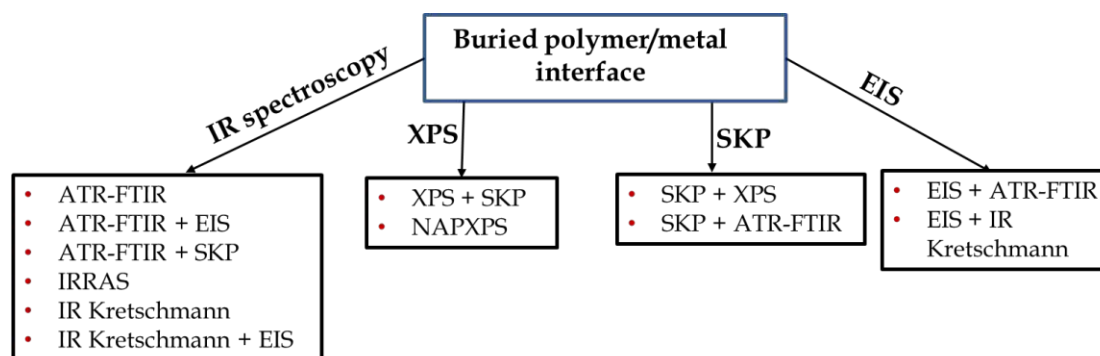 Buried polymer/metal
interface
IR spectroscopy
XPS
SKP
EIS
• ATR-FTIR
• ATR-FTIR + EIS
• ATR-FTIR + SKP
• IRRAS
• IR Kretschmann
• IR Kretschmann + EIS
• XPS + SKP
• NAPXPS
• SKP + XPS
• SKP + ATR-FTIR
• EIS + ATR-FTIR
• EIS + IR
Kretschmann